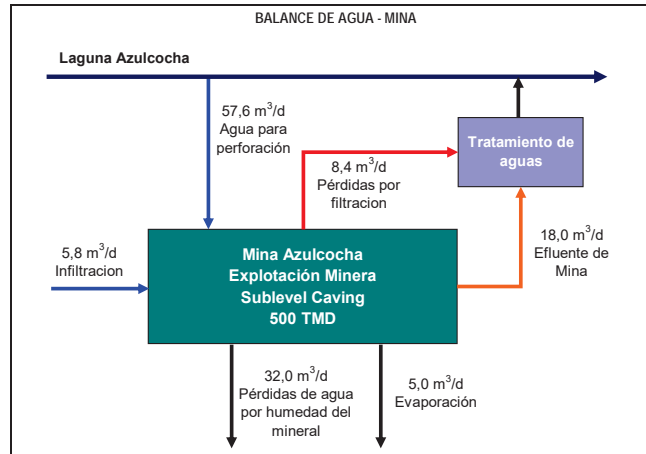 BALANCE DE AGUA - MINA
Laguna Azulcocha
57,6 m³/d
Agua para
perforación
Tratamiento de
aguas
8,4 m³/d
Pérdidas por
filtracion
18,0 m³/d
Efluente de
Mina
5,8 m³/d
Infiltracion
Mina Azulcocha
Explotación Minera
Sublevel Caving
500 TMD
32,0 m³/d
Pérdidas de agua
por humedad del
mineral
5,0 m³/d
Evaporación